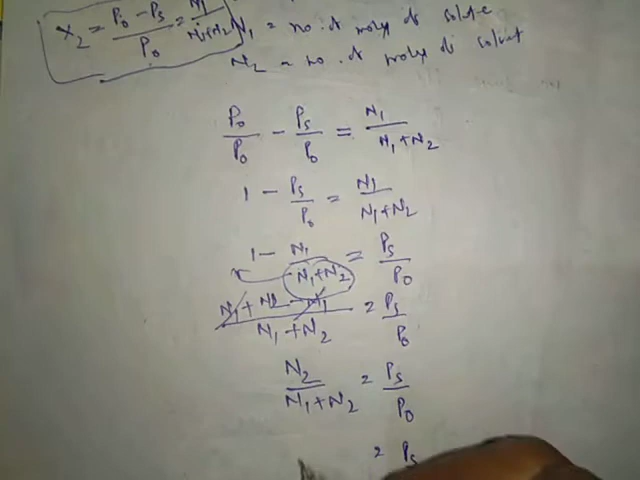 x₂ = P₀ - Pₛ / P₀ = N₁ / N₁+N₂ N₁ = no. of moles of solute
N₂ = no. of moles of solvent
P₀/P₀ - Pₛ/P₀ = N₁ / N₁+N₂
1 - Pₛ/P₀ = N₁ / N₁+N₂
1 - N₁ / N₁+N₂ = Pₛ/P₀
N₁+N₂-N₁ / N₁+N₂ = Pₛ/P₀
N₂ / N₁+N₂ = Pₛ/P₀
= Pₛ